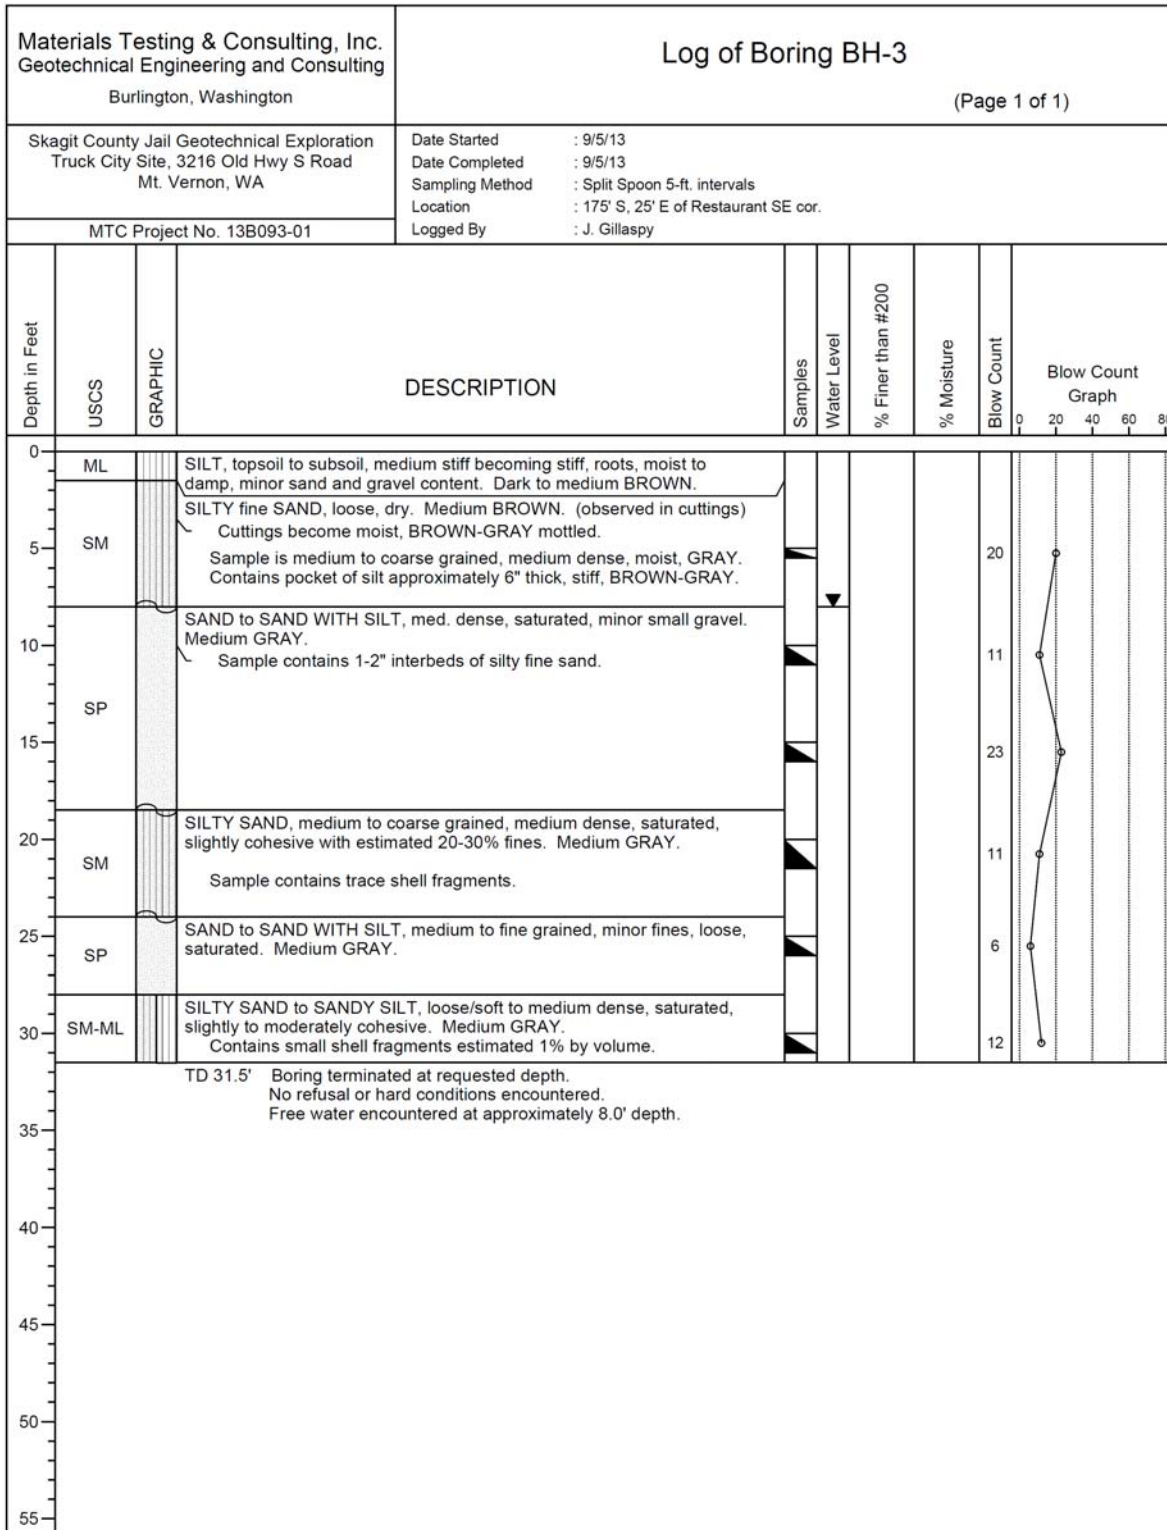 Materials Testing & Consulting, Inc.
Geotechnical Engineering and Consulting
Burlington, Washington
Log of Boring BH-3
(Page 1 of 1)
Skagit County Jail Geotechnical Exploration
Truck City Site, 3216 Old Hwy S Road
Mt. Vernon, WA
MTC Project No. 13B093-01
Date Started : 9/5/13
Date Completed : 9/5/13
Sampling Method : Split Spoon 5-ft. intervals
Location : 175' S, 25' E of Restaurant SE cor.
Logged By : J. Gillaspy
Depth in Feet
USCS
GRAPHIC
DESCRIPTION
Samples
Water Level
% Finer than #200
% Moisture
Blow Count
Blow Count
Graph
0 20 40 60 80
0
ML
SILT, topsoil to subsoil, medium stiff becoming stiff, roots, moist to
damp, minor sand and gravel content. Dark to medium BROWN.
SM
SILTY fine SAND, loose, dry. Medium BROWN. (observed in cuttings)
Cuttings become moist, BROWN-GRAY mottled.
5
Sample is medium to coarse grained, medium dense, moist, GRAY.
Contains pocket of silt approximately 6" thick, stiff, BROWN-GRAY.
20
SP
SAND to SAND WITH SILT, med. dense, saturated, minor small gravel.
Medium GRAY.
10
Sample contains 1-2" interbeds of silty fine sand.
11
15
23
SM
SILTY SAND, medium to coarse grained, medium dense, saturated,
slightly cohesive with estimated 20-30% fines. Medium GRAY.
20
11
Sample contains trace shell fragments.
SP
SAND to SAND WITH SILT, medium to fine grained, minor fines, loose,
saturated. Medium GRAY.
25
6
SM-ML
SILTY SAND to SANDY SILT, loose/soft to medium dense, saturated,
slightly to moderately cohesive. Medium GRAY.
Contains small shell fragments estimated 1% by volume.
30
12
TD 31.5' Boring terminated at requested depth.
No refusal or hard conditions encountered.
Free water encountered at approximately 8.0' depth.
35
40
45
50
55